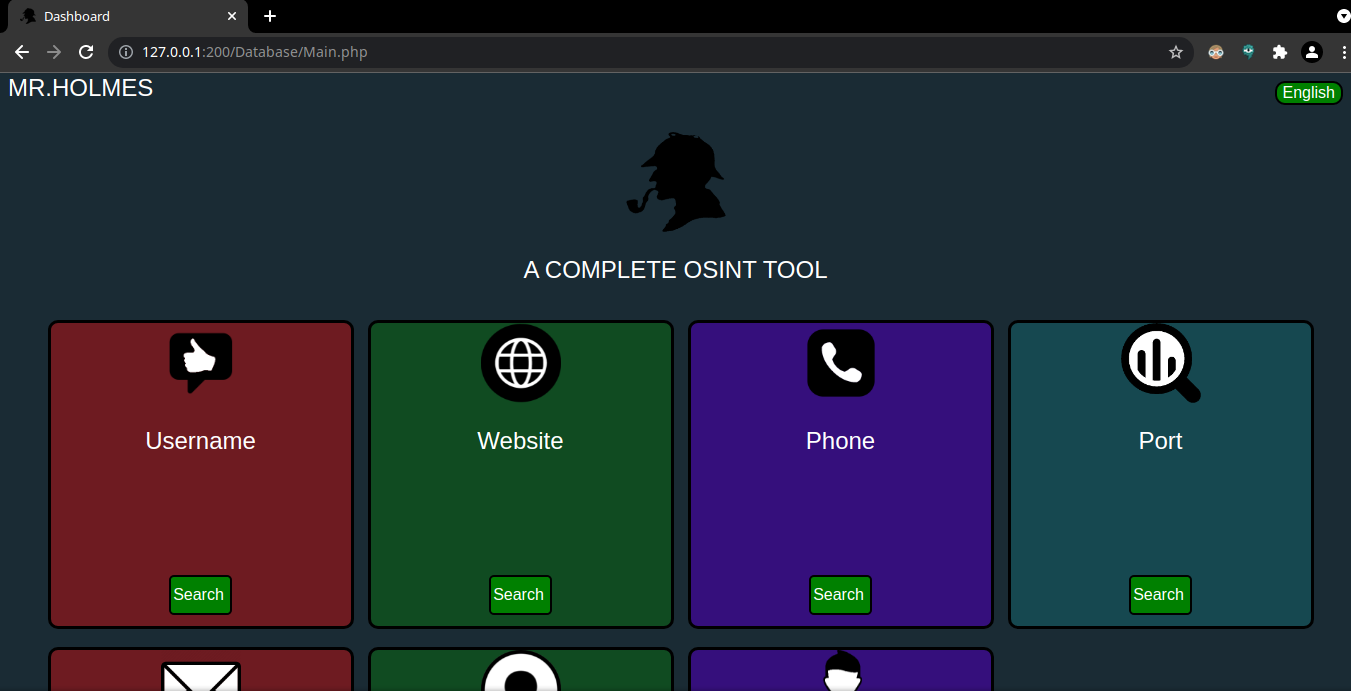 Dashboard
127.0.0.1:200/Database/Main.php
MR.HOLMES
English
A COMPLETE OSINT TOOL
Username
Website
Phone
Port
Search
Search
Search
Search